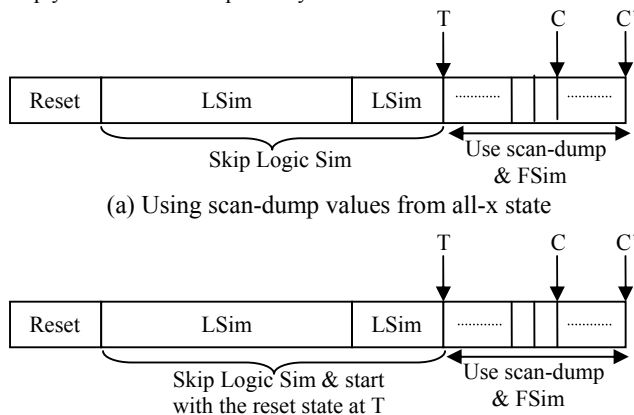 T C C'
Reset LSim LSim ............ ............
Skip Logic Sim
Use scan-dump
& FSim
(a) Using scan-dump values from all-x state
T C C'
Reset LSim LSim ............ ............
Skip Logic Sim & start
with the reset state at T
Use scan-dump
& FSim